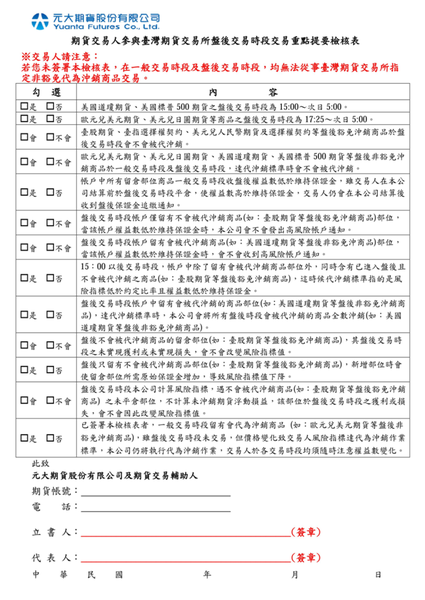 元大期貨股份有限公司
Yuanta Futures Co., Ltd.
期貨交易人參與臺灣期貨交易所盤後交易時段交易重點提要檢核表
※交易人請注意：
若您未簽署本檢核表，在一般交易時段及盤後交易時段，均無法從事臺灣期貨交易所指
定非豁免代為沖銷商品交易。
勾 選 內 容
□是 □否 美國道瓊期貨、美國標普 500 期貨之盤後交易時段為 15:00～次日 5:00。
□是 □否 歐元兌美元期貨、美元兌日圓期貨等商品之盤後交易時段為 17:25～次日 5:00。
□會 □不會 臺股期貨、臺指選擇權契約、美元兌人民幣期貨及選擇權契約等盤後豁免沖銷商品於盤
後交易時段會不會被代沖銷。
□會 □不會 歐元兌美元期貨、美元兌日圓期貨、美國道瓊期貨、美國標普 500 期貨等盤後非豁免沖
銷商品於一般交易時段及盤後交易時段，達代沖銷標準時會不會被代沖銷。
□是 □否 帳戶中所有留倉部位商品一般交易時段收盤後權益數低於維持保證金，雖交易人在本公
司結算前於盤後交易時段平倉，使權益數高於維持保證金，交易人仍會在本公司結算後
收到盤後保證金追繳通知。
□會 □不會 盤後交易時段帳戶僅留有不會被代沖銷商品(如：臺股期貨等盤後豁免沖銷商品)部位，
當該帳戶權益數低於維持保證金時，本公司會不會發出高風險帳戶通知。
□會 □不會 盤後交易時段帳戶留有會被代沖銷商品(如：美國道瓊期貨等盤後非豁免沖商品)部位，
當該帳戶權益數低於維持保證金時，會不會收到高風險帳戶通知。
□是 □否 15：00 以後交易時段，帳戶中除了留有會被代沖銷商品部位外，同時含有已進入盤後且
不會被代沖銷之商品(如：臺股期貨等盤後豁免沖銷商品)，這時候代沖銷標準指的是風
險指標低於約定比率且權益數低於維持保證金。
□是 □否 盤後交易時段帳戶中留倉有會被代沖銷的商品部位(如:美國道瓊期貨等盤後非豁免沖銷商
品)，達代沖銷標準時，本公司會將所有盤後時段會被代沖銷的商品全數沖銷(如：美國
道瓊期貨等盤後非豁免沖銷商品)。
□會 □不會 盤後不會被代沖銷商品的留倉部位(如：臺股期貨等盤後豁免沖銷商品)，其盤後交易時
段之未實現獲利或未實現損失，會不會改變風險指標值。
□是 □否 盤後只留有不會被代沖銷商品部位(如：臺股期貨等盤後豁免沖銷商品)，新增部位時會
使留倉部位所需原始保證金增加，導致風險指標值下降。
□會 □不會 盤後交易時段本公司計算風險指標，遇不會被代沖銷商品(如：臺股期貨等盤後豁免沖銷
商品) 之未平倉部位，不計算未沖銷期貨浮動損益，該部位於盤後交易時段之獲利或損
失，會不會因此改變風險指標值。
□是 □否 已簽署本檢核表者，一般交易時段留有會代為沖銷商品 (如：歐元兌美元期貨等盤後非
豁免沖銷商品)，雖盤後交易時段未交易，但價格變化致交易人風險指標達代為沖銷作業
標準，本公司仍將執行代為沖銷作業，交易人於各交易時段均須隨時注意權益數變化。
此致
元大期貨股份有限公司及期貨交易輔助人
期貨帳號：
電 話：
立 書 人： (簽章)
代 表 人： (簽章)
中 華 民 國 年 月 日